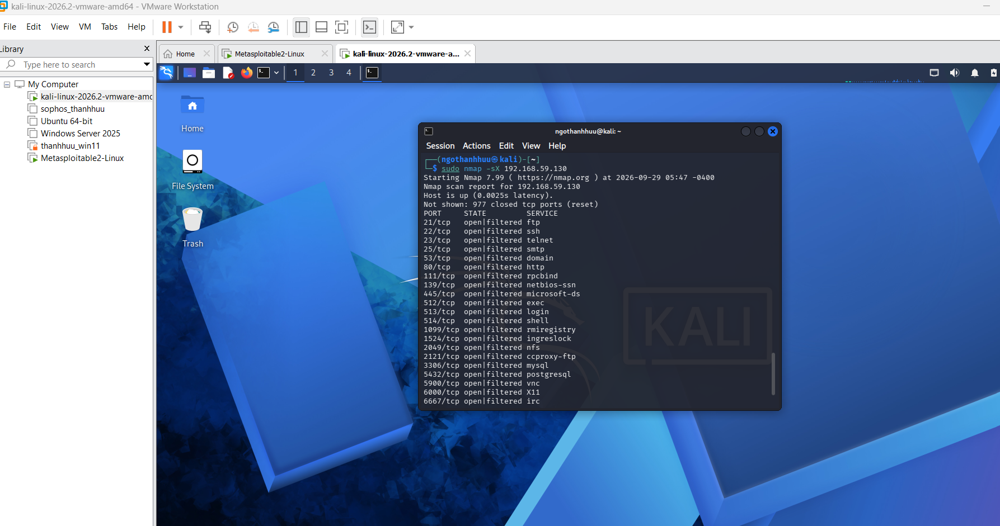 kali-linux-2026.2-vmware-amd64 - VMware Workstation
File Edit View VM Tabs Help
Library
Type here to search
My Computer
kali-linux-2026.2-vmware-amd
sophos_thanhhuu
Ubuntu 64-bit
Windows Server 2025
thanhhuu_win11
Metasploitable2-Linux
Home
Metasploitable2-Linux
kali-linux-2026.2-vmware-a...
1 2 3 4
Home
File System
Trash
ngothanhhuu@kali: ~
Session Actions Edit View Help
┌──(ngothanhhuu㉿kali)-[~]
└─$ sudo nmap -sX 192.168.59.130
Starting Nmap 7.99 ( https://nmap.org ) at 2026-09-29 05:47 -0400
Nmap scan report for 192.168.59.130
Host is up (0.0025s latency).
Not shown: 977 closed tcp ports (reset)
PORT     STATE         SERVICE
21/tcp   open|filtered ftp
22/tcp   open|filtered ssh
23/tcp   open|filtered telnet
25/tcp   open|filtered smtp
53/tcp   open|filtered domain
80/tcp   open|filtered http
111/tcp  open|filtered rpcbind
139/tcp  open|filtered netbios-ssn
445/tcp  open|filtered microsoft-ds
512/tcp  open|filtered exec
513/tcp  open|filtered login
514/tcp  open|filtered shell
1099/tcp open|filtered rmiregistry
1524/tcp open|filtered ingreslock
2049/tcp open|filtered nfs
2121/tcp open|filtered ccproxy-ftp
3306/tcp open|filtered mysql
5432/tcp open|filtered postgresql
5900/tcp open|filtered vnc
6000/tcp open|filtered X11
6667/tcp open|filtered irc
KALI